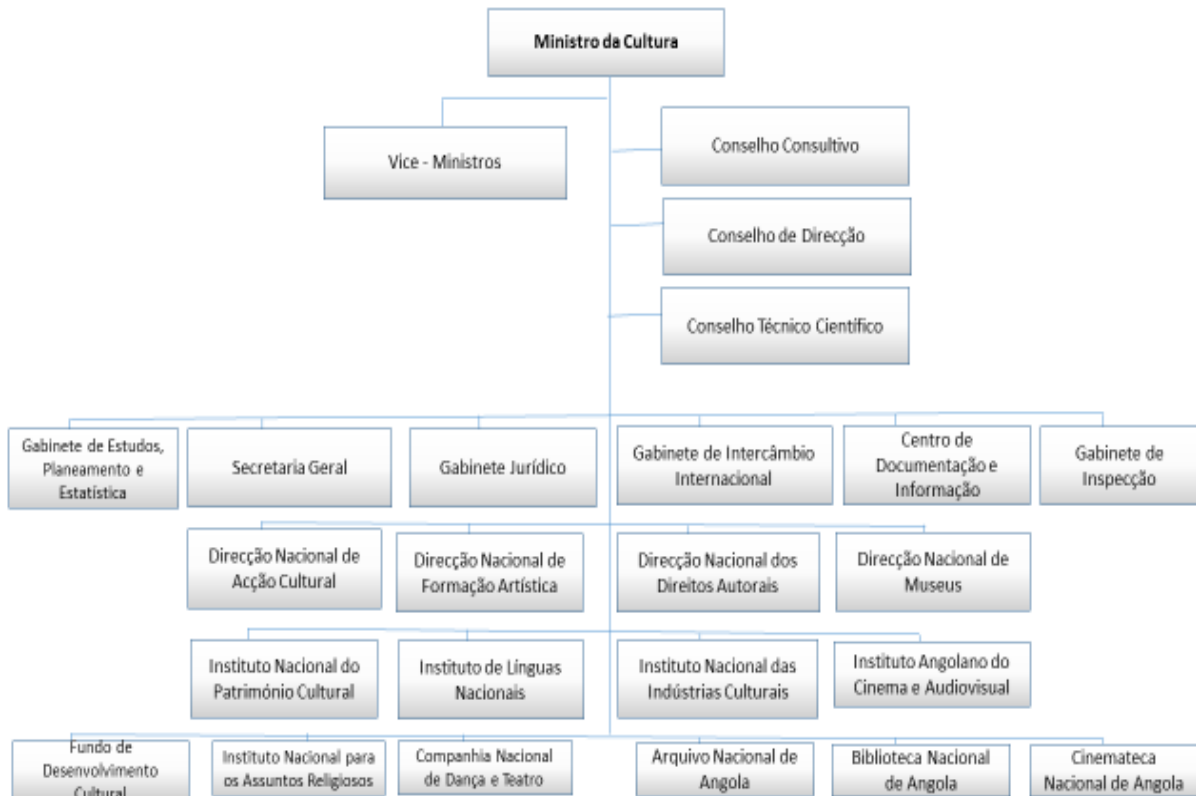 Ministro da Cultura
Vice - Ministros
Conselho Consultivo
Conselho de Direcção
Conselho Técnico Científico
Gabinete de Estudos,
Planeamento e
Estatística
Secretaria Geral
Gabinete Jurídico
Gabinete de Intercâmbio
Internacional
Centro de
Documentação e
Informação
Gabinete de
Inspecção
Direcção Nacional de
Acção Cultural
Direcção Nacional de
Formação Artística
Direcção Nacional dos
Direitos Autorais
Direcção Nacional de
Museus
Instituto Nacional do
Património Cultural
Instituto de Línguas
Nacionais
Instituto Nacional das
Indústrias Culturais
Instituto Angolano do
Cinema e Audiovisual
Fundo de
Desenvolvimento
Cultural
Instituto Nacional para
os Assuntos Religiosos
Companhia Nacional
de Dança e Teatro
Arquivo Nacional de
Angola
Biblioteca Nacional
de Angola
Cinemateca
Nacional de Angola